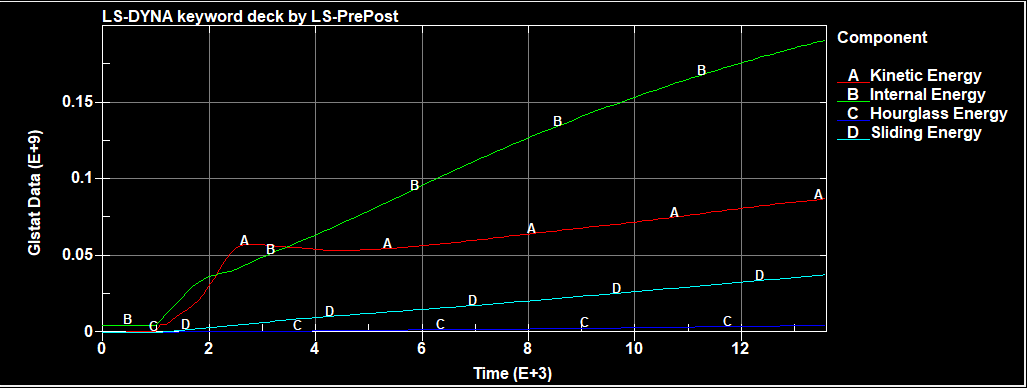 LS-DYNA keyword deck by LS-PrePost
Component
A Kinetic Energy
B Internal Energy
C Hourglass Energy
D Sliding Energy
Glstat Data (E+9)
0.15
0.1
0.05
0
B
B
B
B
B
A
A
A
A
A
C
C
C
C
C
D
D
D
D
D
0
2
4
6
8
10
12
Time (E+3)